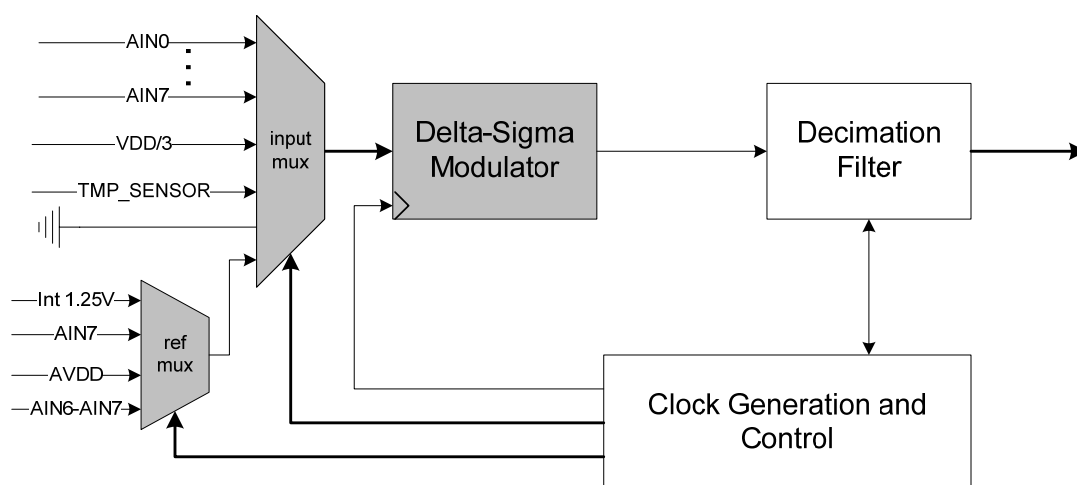 AIN0
AIN7
VDD/3
TMP_SENSOR
input
mux
Delta-Sigma
Modulator
Decimation
Filter
Int 1.25V
AIN7
AVDD
AIN6-AIN7
ref
mux
Clock Generation and
Control